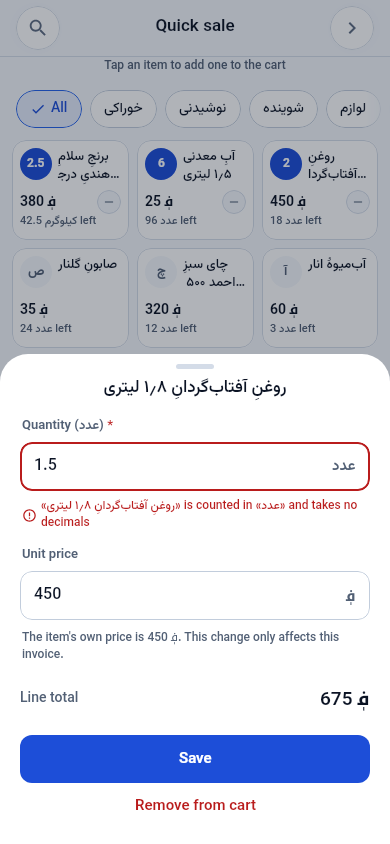 Quick sale
Tap an item to add one to the cart
All
خوراکی
نوشیدنی
شوینده
لوازم
2.5
برنجِ سلامِ
هندیِ درجـ...
380 ؋
42.5 کیلوگرم left
6
آبِ معدنی
۱٫۵ لیتری
25 ؋
96 عدد left
2
روغنِ
آفتاب‌گردا...
450 ؋
18 عدد left
ص
صابونِ گلنار
35 ؋
24 عدد left
چ
چای سبزِ
احمد ۵۰۰...
320 ؋
12 عدد left
آ
آب‌میوهٔ انار
60 ؋
3 عدد left
روغنِ آفتاب‌گردانِ ۱٫۸ لیتری
Quantity (عدد) *
1.5
عدد
«روغنِ آفتاب‌گردانِ ۱٫۸ لیتری» is counted in «عدد» and takes no
decimals
Unit price
450
؋
The item's own price is 450 ؋. This change only affects this
invoice.
Line total
675 ؋
Save
Remove from cart